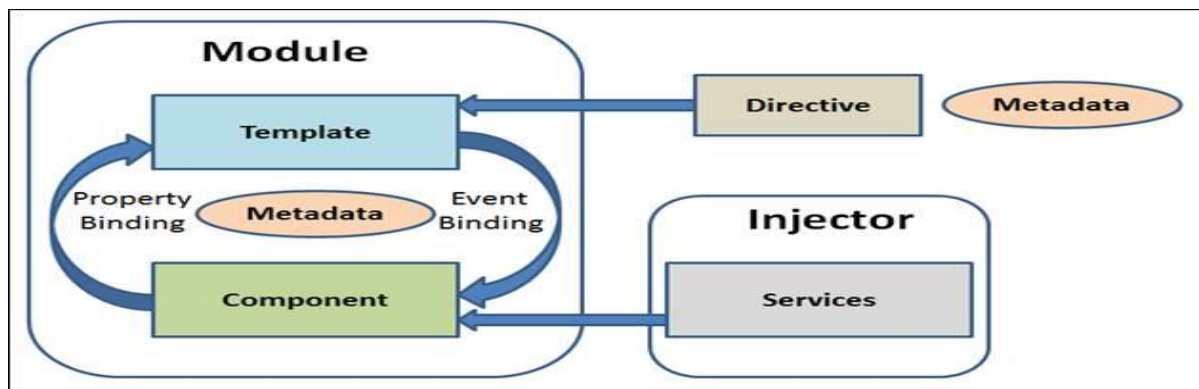 Module
Template
Directive
Metadata
Property
Binding
Metadata
Event
Binding
Injector
Component
Services